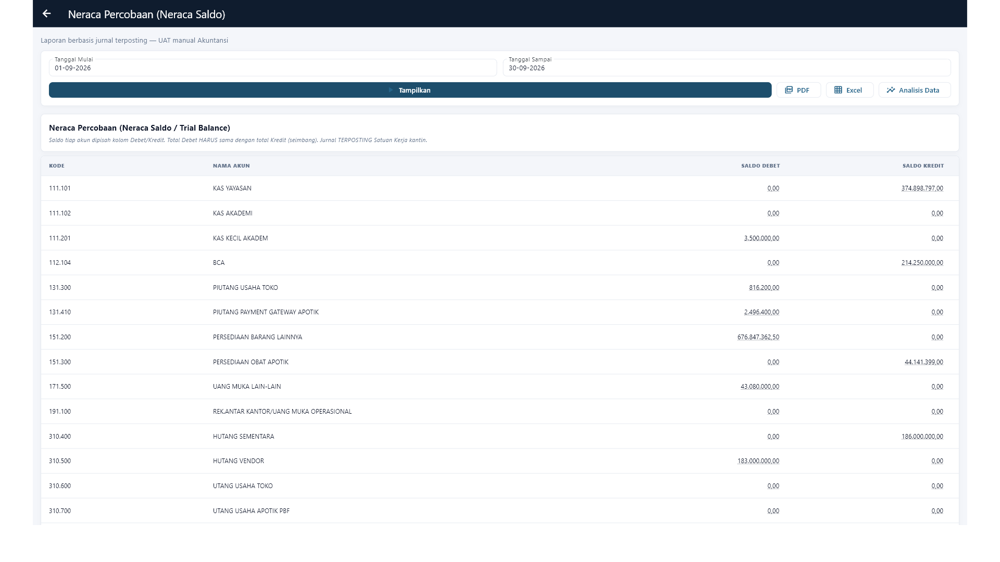 Neraca Percobaan (Neraca Saldo)
Laporan berbasis jurnal terposting — UAT manual Akuntansi
Tanggal Mulai
01-09-2026
Tanggal Sampai
30-09-2026
Tampilkan
PDF
Excel
Analisis Data
Neraca Percobaan (Neraca Saldo / Trial Balance)
Saldo tiap akun dipisah kolom Debet/Kredit. Total Debet HARUS sama dengan total Kredit (seimbang). Jurnal TERPOSTING Satuan Kerja kantin.
KODE NAMA AKUN SALDO DEBET SALDO KREDIT
111.101 KAS YAYASAN 0,00 374.898.797,00
111.102 KAS AKADEMI 0,00 0,00
111.201 KAS KECIL AKADEM 3.500.000,00 0,00
112.104 BCA 0,00 214.250.000,00
131.300 PIUTANG USAHA TOKO 816.200,00 0,00
131.410 PIUTANG PAYMENT GATEWAY APOTIK 2.496.400,00 0,00
151.200 PERSEDIAAN BARANG LAINNYA 676.847.362,50 0,00
151.300 PERSEDIAAN OBAT APOTIK 0,00 44.141.399,00
171.500 UANG MUKA LAIN-LAIN 43.080.000,00 0,00
191.100 REK.ANTAR KANTOR/UANG MUKA OPERASIONAL 0,00 0,00
310.400 HUTANG SEMENTARA 0,00 186.000.000,00
310.500 HUTANG VENDOR 183.000.000,00 0,00
310.600 UTANG USAHA TOKO 0,00 0,00
310.700 UTANG USAHA APOTIK PBF 0,00 0,00